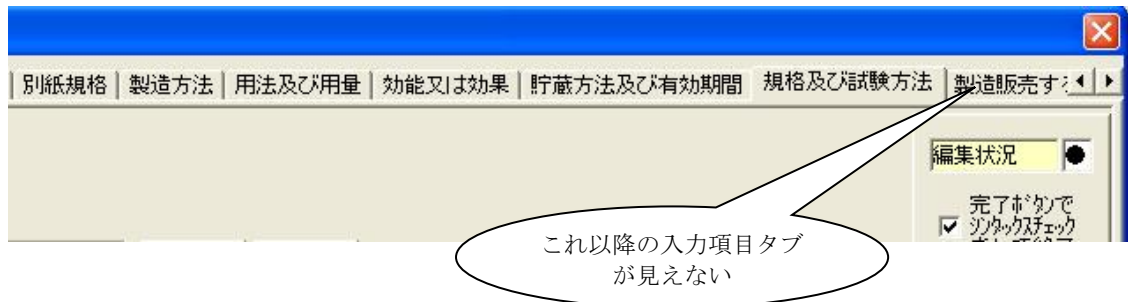 別紙規格 製造方法 用法及び用量 効能又は効果 貯蔵方法及び有効期間 規格及び試験方法 製造販売す
編集状況
完了ボタンで
シンタックスチェック
これ以降の入力項目タブ
が見えない